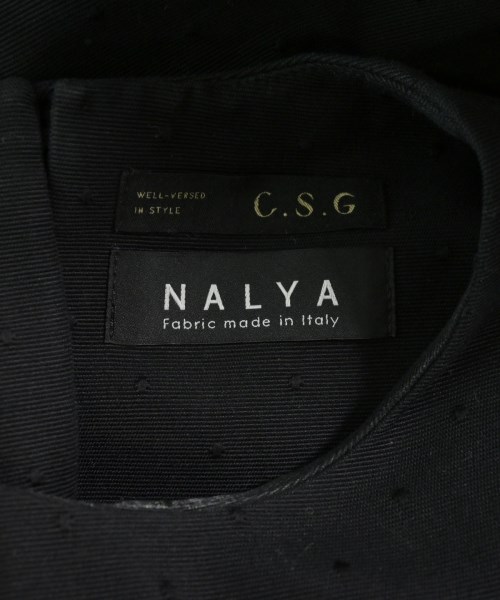 WELL-VERSED
IN STYLE
C.S.G
NALYA
Fabric made in Italy